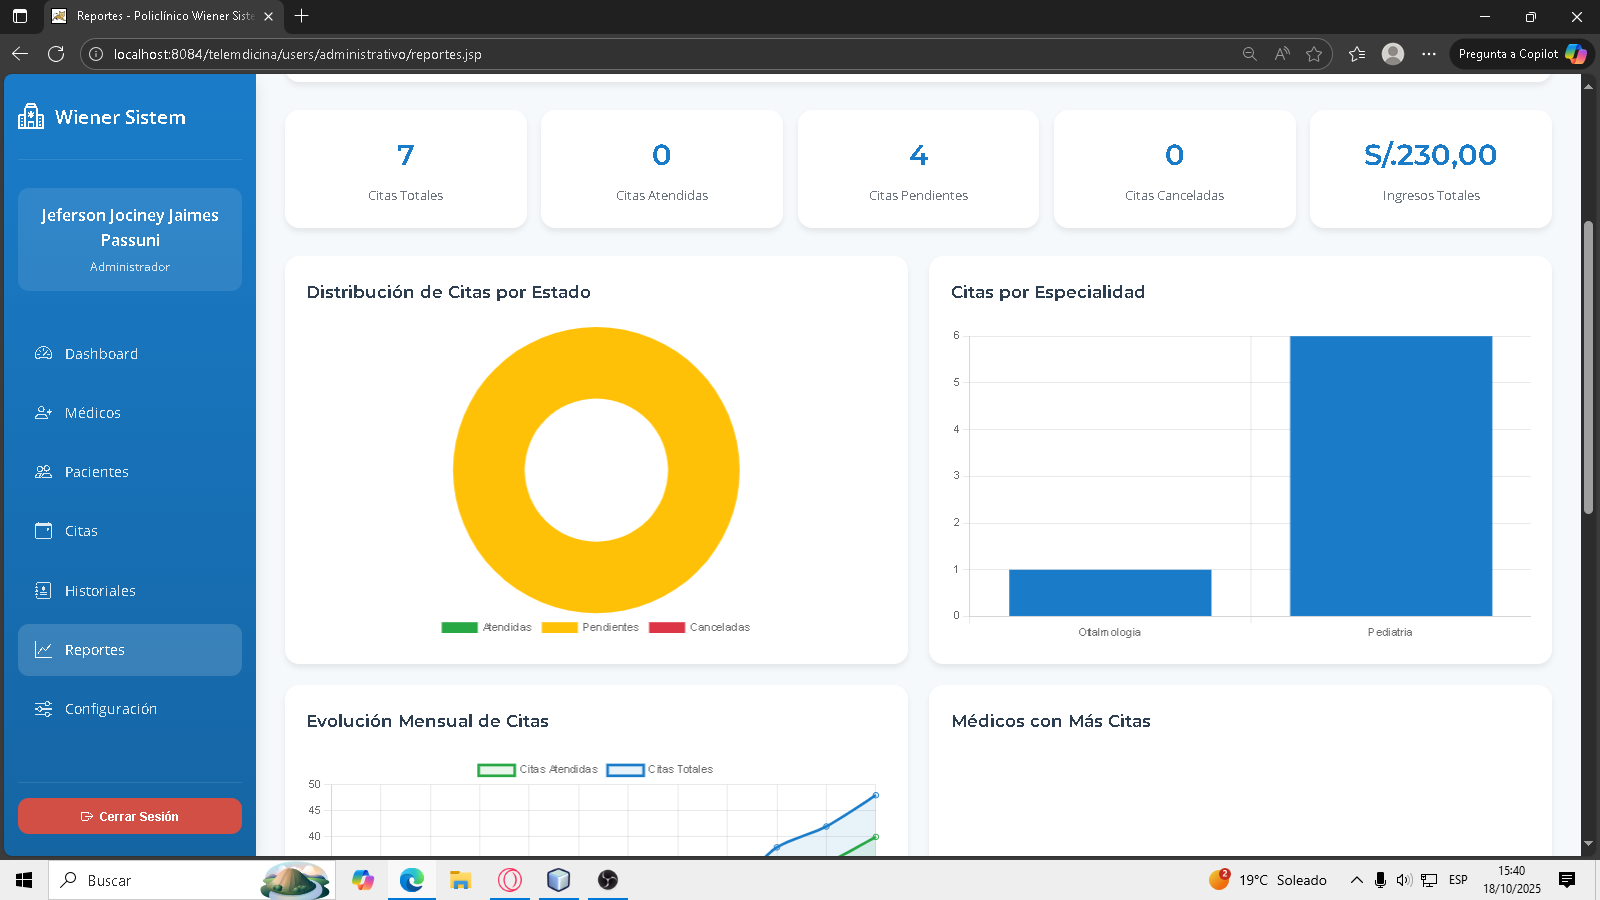 Reportes - Policlínico Wiener Siste
localhost:8084/telemdicina/users/administrativo/reportes.jsp
Pregunta a Copilot
Wiener Sistem
Jeferson Jociney Jaimes
Passuni
Administrador
Dashboard
Médicos
Pacientes
Citas
Historiales
Reportes
Configuración
Cerrar Sesión
7
Citas Totales
0
Citas Atendidas
4
Citas Pendientes
0
Citas Canceladas
S/.230,00
Ingresos Totales
Distribución de Citas por Estado
Atendidas Pendientes Canceladas
Citas por Especialidad
6
5
4
3
2
1
0
Oftalmologia Pediatria
Evolución Mensual de Citas
Citas Atendidas Citas Totales
50
45
40
Médicos con Más Citas
Buscar
2
19°C Soleado
ESP
15:40
18/10/2025